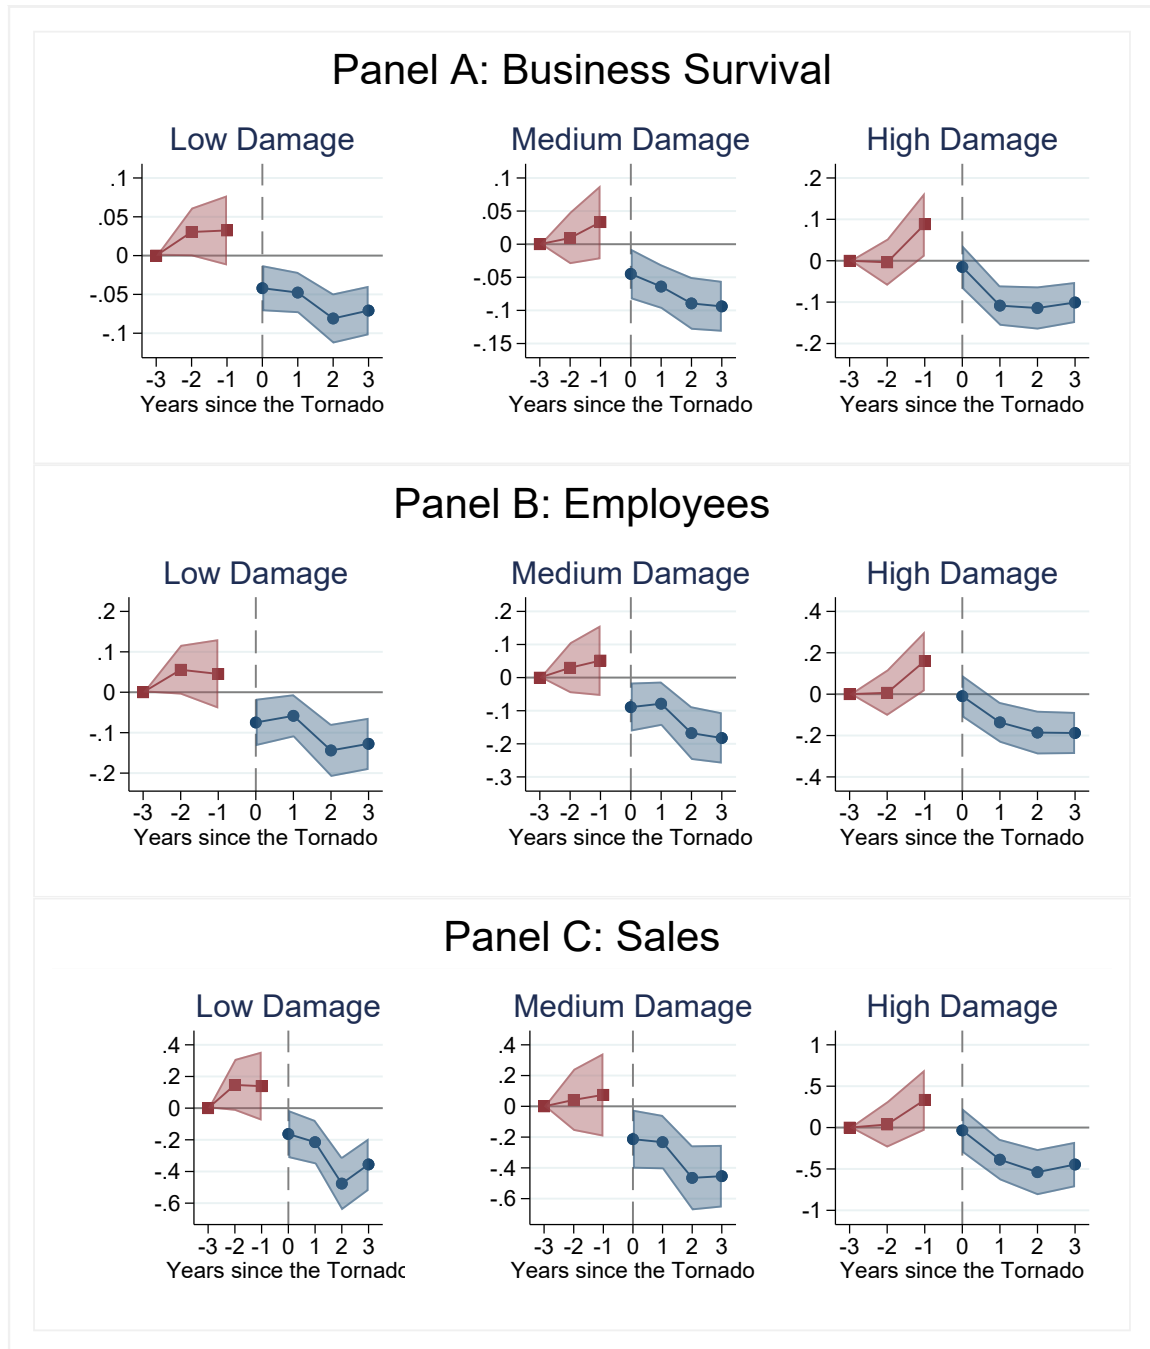 Panel A: Business Survival
Low Damage
.1
.05
0
-.05
-.1
-3 -2 -1 0 1 2 3
Years since the Tornado
Medium Damage
.1
.05
0
-.05
-.1
-.15
-3 -2 -1 0 1 2 3
Years since the Tornado
High Damage
.2
.1
0
-.1
-.2
-3 -2 -1 0 1 2 3
Years since the Tornado
Panel B: Employees
Low Damage
.2
.1
0
-.1
-.2
-3 -2 -1 0 1 2 3
Years since the Tornado
Medium Damage
.2
.1
0
-.1
-.2
-.3
-3 -2 -1 0 1 2 3
Years since the Tornado
High Damage
.4
.2
0
-.2
-.4
-3 -2 -1 0 1 2 3
Years since the Tornado
Panel C: Sales
Low Damage
.4
.2
0
-.2
-.4
-.6
-3 -2 -1 0 1 2 3
Years since the Tornado
Medium Damage
.4
.2
0
-.2
-.4
-.6
-3 -2 -1 0 1 2 3
Years since the Tornado
High Damage
1
.5
0
-.5
-1
-3 -2 -1 0 1 2 3
Years since the Tornado